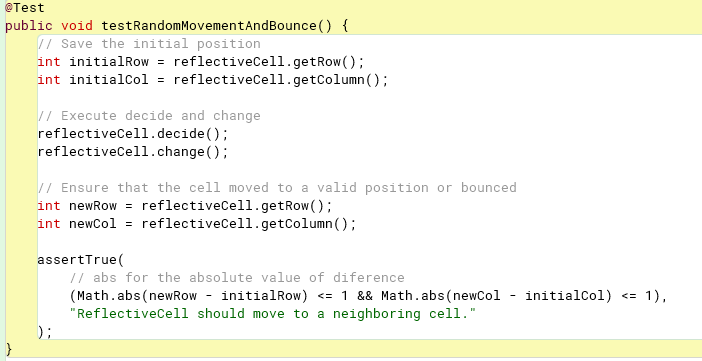 @Test
public void testRandomMovementAndBounce() {
// Save the initial position
int initialRow = reflectiveCell.getRow();
int initialCol = reflectiveCell.getColumn();
// Execute decide and change
reflectiveCell.decide();
reflectiveCell.change();
// Ensure that the cell moved to a valid position or bounced
int newRow = reflectiveCell.getRow();
int newCol = reflectiveCell.getColumn();
assertTrue(
// abs for the absolute value of diference
(Math.abs(newRow - initialRow) <= 1 && Math.abs(newCol - initialCol) <= 1),
"ReflectiveCell should move to a neighboring cell."
);
}